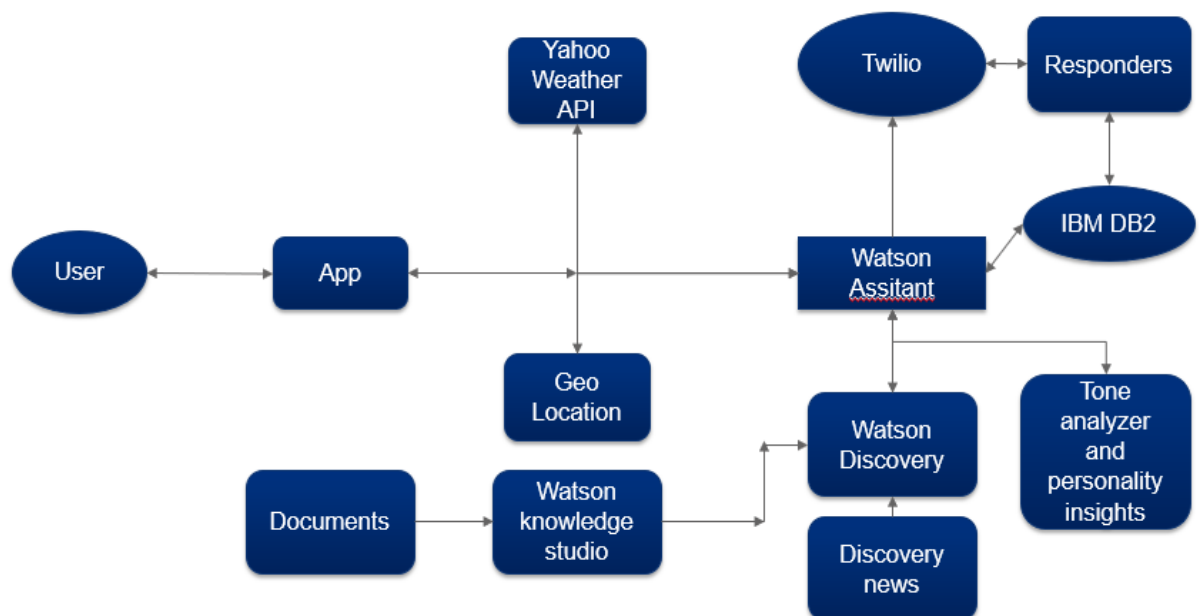 Yahoo
Weather
API
Twilio
Responders
User
App
Watson
Assitant
IBM DB2
Geo
Location
Documents
Watson
knowledge
studio
Watson
Discovery
Discovery
news
Tone
analyzer
and
personality
insights